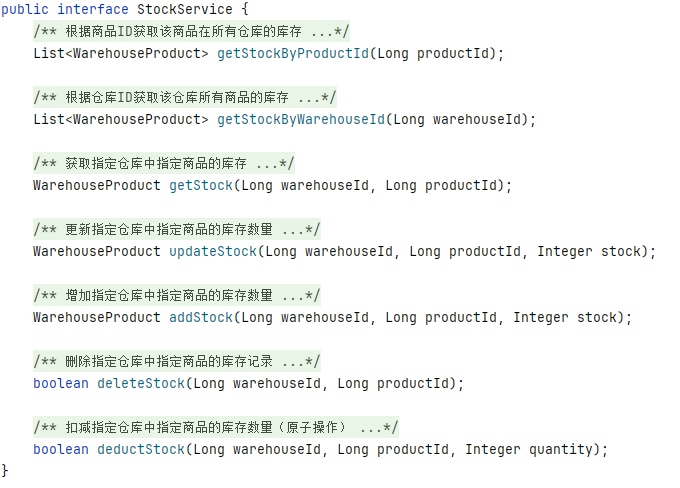 public interface StockService {
/** 根据商品ID获取该商品在所有仓库的库存 ...*/
List<WarehouseProduct> getStockByProductId(Long productId);
/** 根据仓库ID获取该仓库所有商品的库存 ...*/
List<WarehouseProduct> getStockByWarehouseId(Long warehouseId);
/** 获取指定仓库中指定商品的库存 ...*/
WarehouseProduct getStock(Long warehouseId, Long productId);
/** 更新指定仓库中指定商品的库存数量 ...*/
WarehouseProduct updateStock(Long warehouseId, Long productId, Integer stock);
/** 增加指定仓库中指定商品的库存数量 ...*/
WarehouseProduct addStock(Long warehouseId, Long productId, Integer stock);
/** 删除指定仓库中指定商品的库存记录 ...*/
boolean deleteStock(Long warehouseId, Long productId);
/** 扣减指定仓库中指定商品的库存数量（原子操作） ...*/
boolean deductStock(Long warehouseId, Long productId, Integer quantity);
}